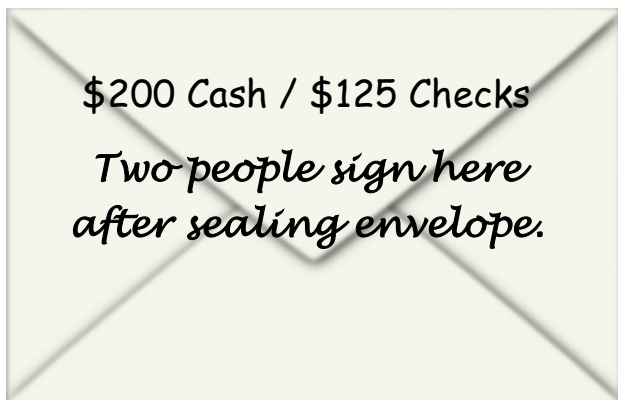 $200 Cash / $125 Checks
Two people sign here
after sealing envelope.